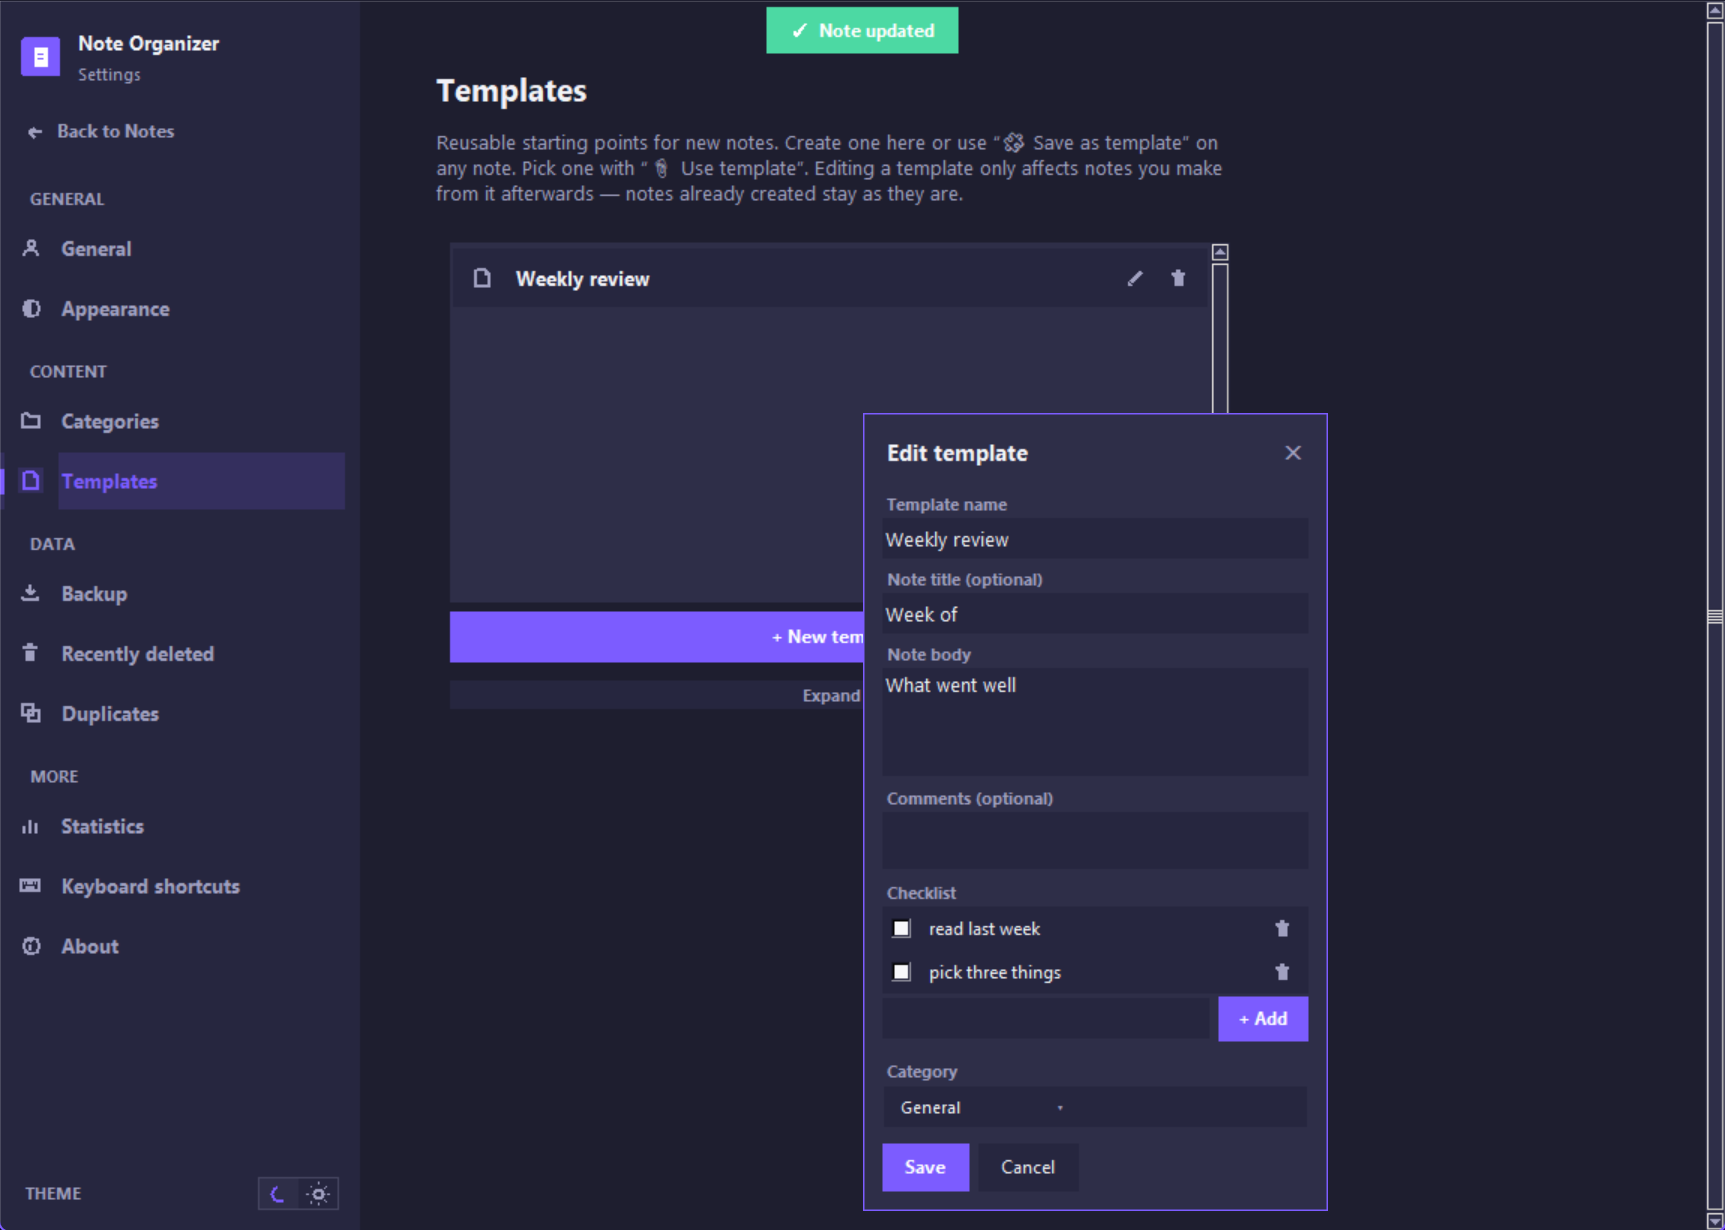 Note Organizer
Settings
Back to Notes
GENERAL
General
Appearance
CONTENT
Categories
Templates
DATA
Backup
Recently deleted
Duplicates
MORE
Statistics
Keyboard shortcuts
About
THEME
✓ Note updated
Templates
Reusable starting points for new notes. Create one here or use “ Save as template” on
any note. Pick one with “ Use template”. Editing a template only affects notes you make
from it afterwards — notes already created stay as they are.
Weekly review
+ New tem
Expand
Edit template
Template name
Weekly review
Note title (optional)
Week of
Note body
What went well
Comments (optional)
Checklist
read last week
pick three things
+ Add
Category
General
Save
Cancel